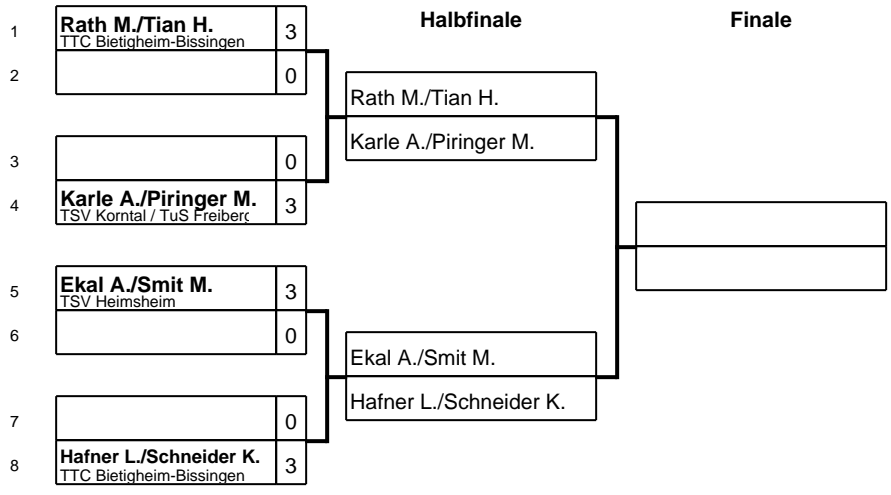 Halbfinale
Finale
1
Rath M./Tian H.
TTC Bietigheim-Bissingen
3
2
0
3
0
4
Karle A./Piringer M.
TSV Korntal / TuS Freiberg
3
5
Ekal A./Smit M.
TSV Heimsheim
3
6
0
7
0
8
Hafner L./Schneider K.
TTC Bietigheim-Bissingen
3
Rath M./Tian H.
Karle A./Piringer M.
Ekal A./Smit M.
Hafner L./Schneider K.